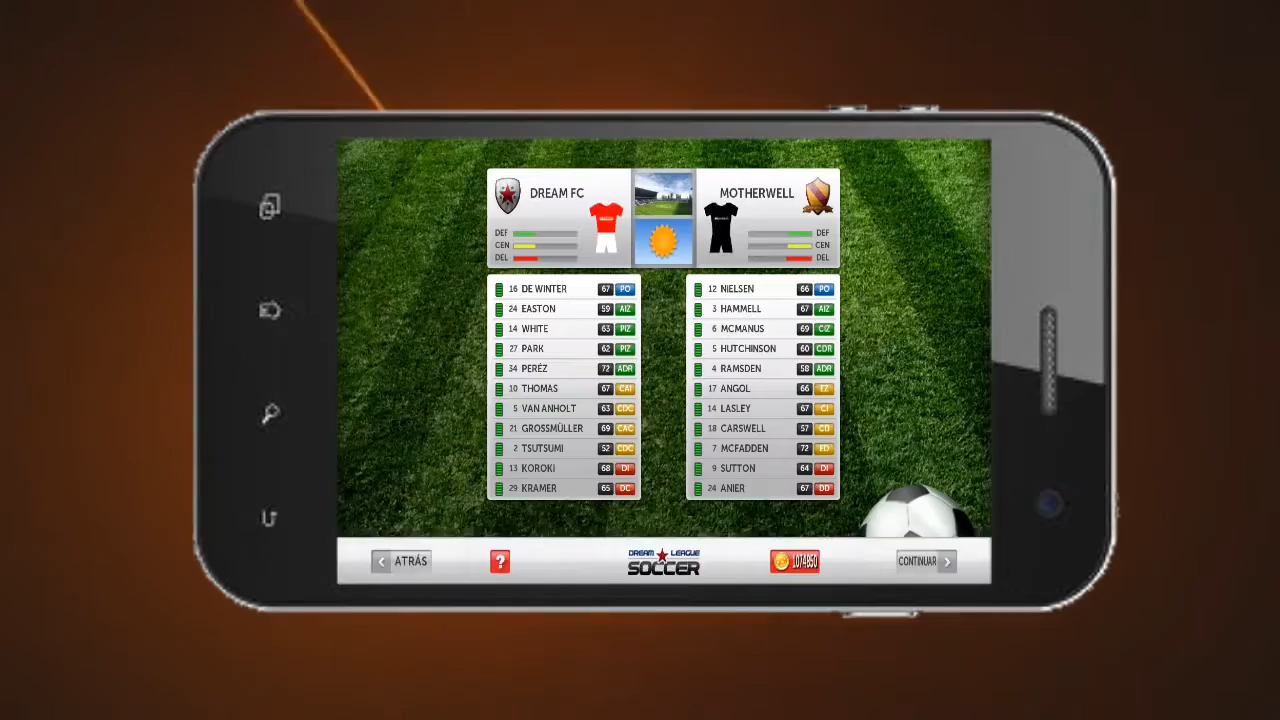 DREAM FC
MOTHERWELL
DEF DEF
CEN CEN
DEL DEL
16 DE WINTER 67 PO
24 EASTON 59 AIZ
14 WHITE 63 PIZ
27 PARK 62 PIZ
34 PERÉZ 72 ADR
10 THOMAS 67 CAI
5 VAN ANHOLT 63 CDC
21 GROSSMÜLLER 69 CAC
2 TSUTSUMI 52 CDC
13 KOROKI 68 DI
29 KRAMER 65 DC
12 NIELSEN 66 PO
3 HAMMELL 67 AIZ
6 MCMANUS 69 CIZ
5 HUTCHINSON 60 CDR
4 RAMSDEN 58 ADR
17 ANGOL 66 EZ
14 LASLEY 67 CI
18 CARSWELL 57 CD
7 MCFADDEN 72 ED
9 SUTTON 64 DI
24 ANIER 67 DD
ATRÁS
?
DREAM LEAGUE
SOCCER
1074850
CONTINUAR